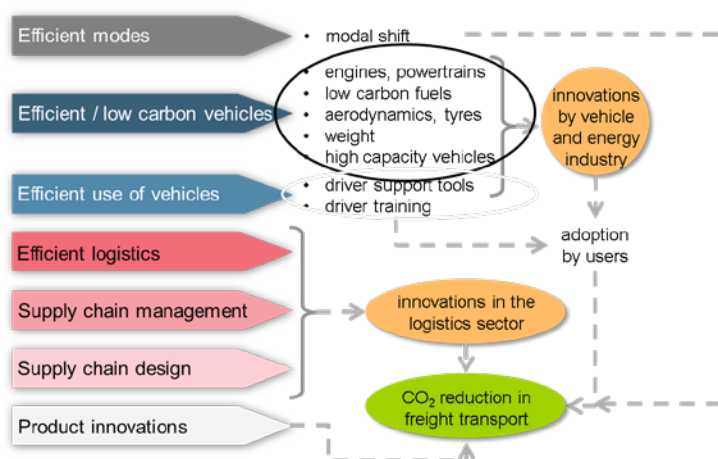 Efficient modes
• modal shift
Efficient / low carbon vehicles
• engines, powertrains
• low carbon fuels
• aerodynamics, tyres
• weight
• high capacity vehicles
innovations
by vehicle
and energy
industry
Efficient use of vehicles
• driver support tools
• driver training
adoption
by users
Efficient logistics
Supply chain management
innovations in the
logistics sector
Supply chain design
CO₂ reduction in
freight transport
Product innovations